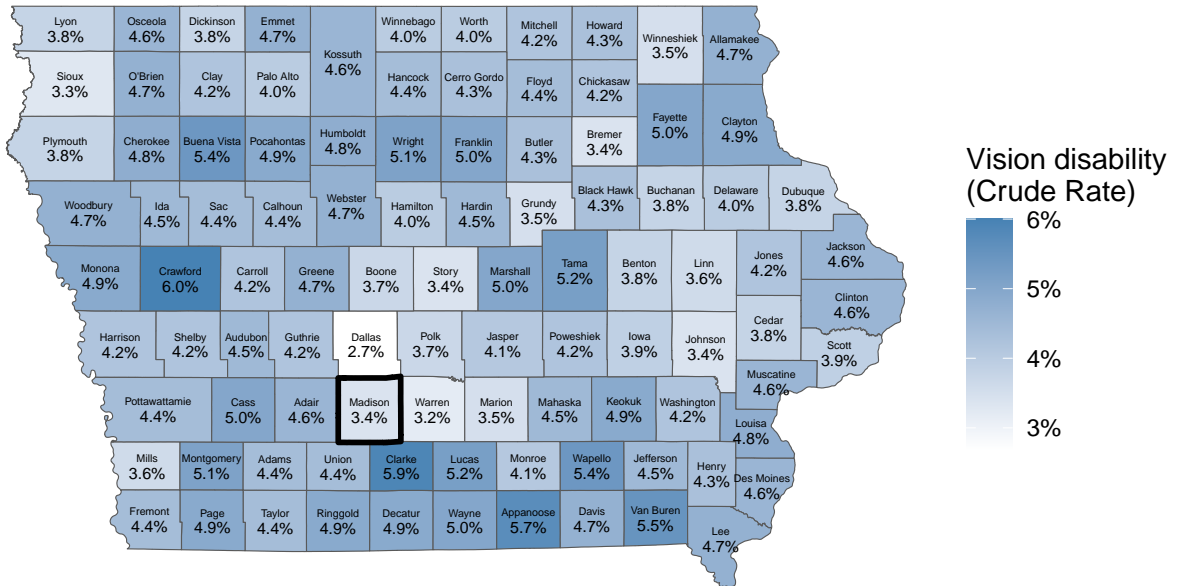 Lyon
3.8%
Osceola
4.6%
Dickinson
3.8%
Emmet
4.7%
Kossuth
4.6%
Winnebago
4.0%
Worth
4.0%
Mitchell
4.2%
Howard
4.3%
Winneshiek
3.5%
Allamakee
4.7%
Sioux
3.3%
O'Brien
4.7%
Clay
4.2%
Palo Alto
4.0%
Hancock
4.4%
Cerro Gordo
4.3%
Floyd
4.4%
Chickasaw
4.2%
Fayette
5.0%
Clayton
4.9%
Plymouth
3.8%
Cherokee
4.8%
Buena Vista
5.4%
Pocahontas
4.9%
Humboldt
4.8%
Wright
5.1%
Franklin
5.0%
Butler
4.3%
Bremer
3.4%
Woodbury
4.7%
Ida
4.5%
Sac
4.4%
Calhoun
4.4%
Webster
4.7%
Hamilton
4.0%
Hardin
4.5%
Grundy
3.5%
Black Hawk
4.3%
Buchanan
3.8%
Delaware
4.0%
Dubuque
3.8%
Monona
4.9%
Crawford
6.0%
Carroll
4.2%
Greene
4.7%
Boone
3.7%
Story
3.4%
Marshall
5.0%
Tama
5.2%
Benton
3.8%
Linn
3.6%
Jones
4.2%
Jackson
4.6%
Clinton
4.6%
Harrison
4.2%
Shelby
4.2%
Audubon
4.5%
Guthrie
4.2%
Dallas
2.7%
Polk
3.7%
Jasper
4.1%
Poweshiek
4.2%
Iowa
3.9%
Johnson
3.4%
Cedar
3.8%
Scott
3.9%
Muscatine
4.6%
Pottawattamie
4.4%
Cass
5.0%
Adair
4.6%
Madison
3.4%
Warren
3.2%
Marion
3.5%
Mahaska
4.5%
Keokuk
4.9%
Washington
4.2%
Louisa
4.8%
Mills
3.6%
Montgomery
5.1%
Adams
4.4%
Union
4.4%
Clarke
5.9%
Lucas
5.2%
Monroe
4.1%
Wapello
5.4%
Jefferson
4.5%
Henry
4.3%
Des Moines
4.6%
Fremont
4.4%
Page
4.9%
Taylor
4.4%
Ringgold
4.9%
Decatur
4.9%
Wayne
5.0%
Appanoose
5.7%
Davis
4.7%
Van Buren
5.5%
Lee
4.7%
Vision disability
(Crude Rate)
6%
5%
4%
3%